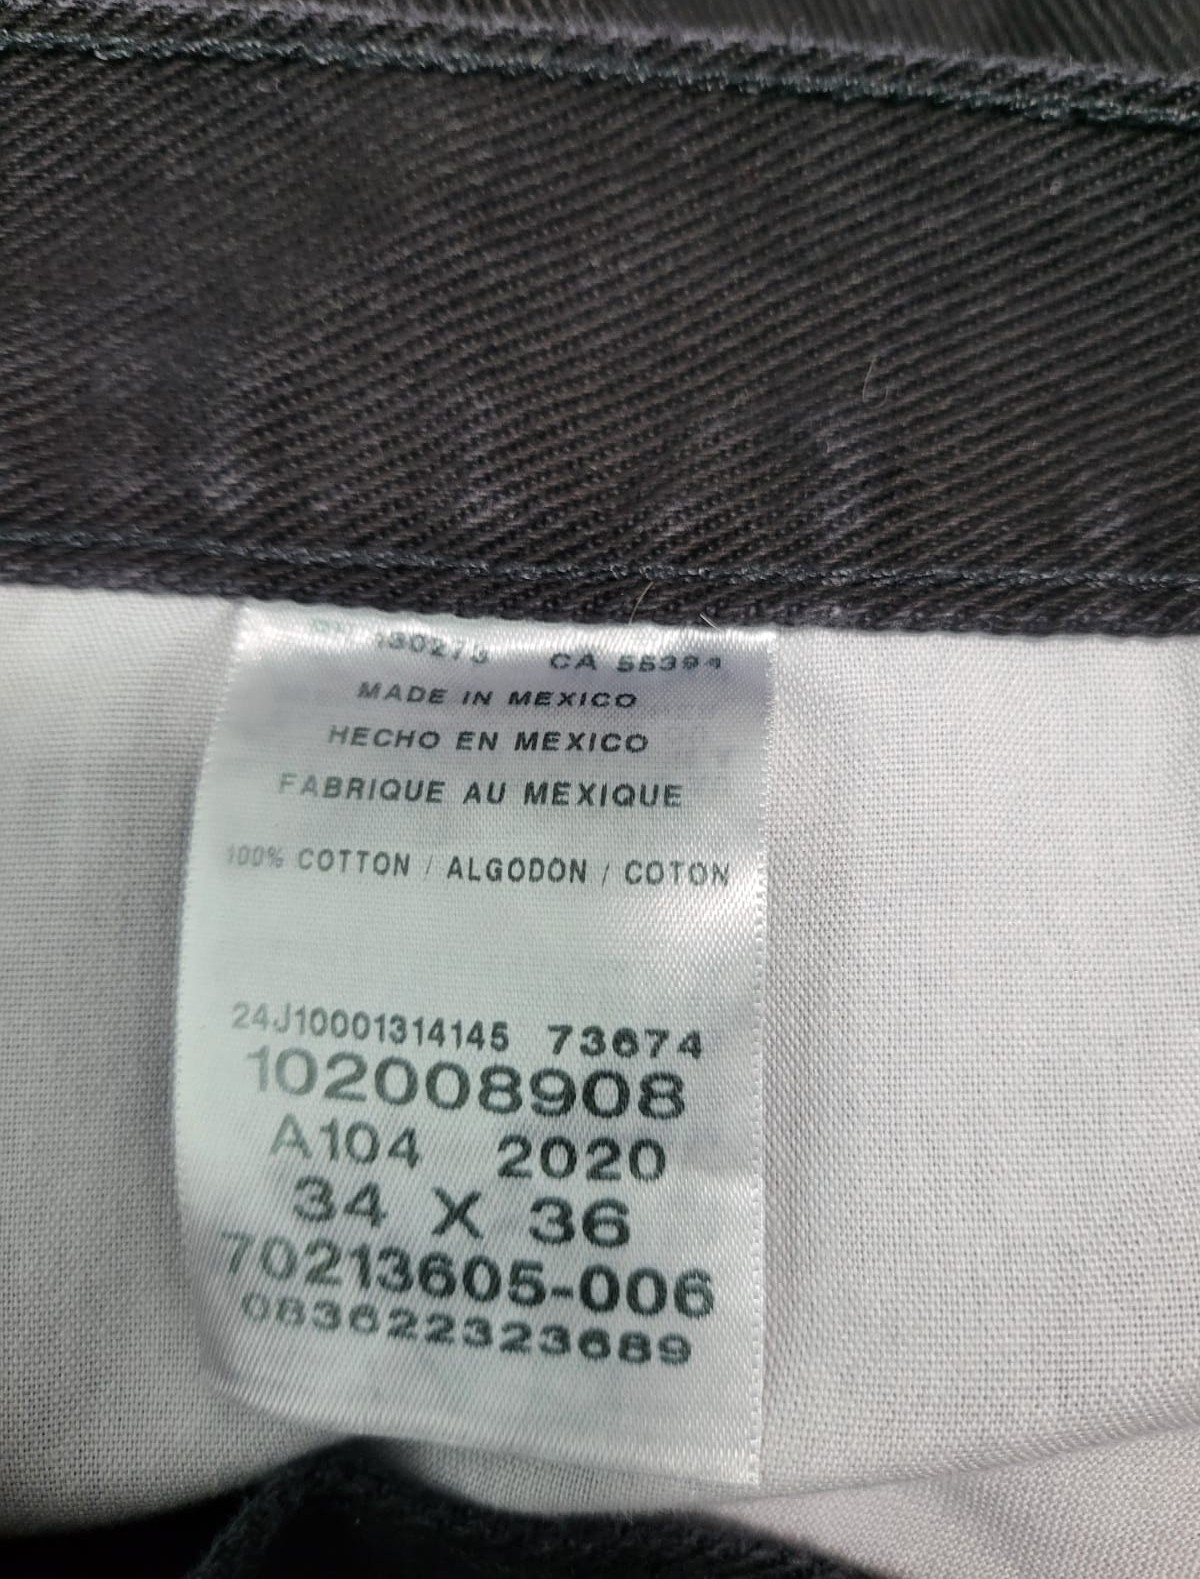 130273 CA 55394
MADE IN MEXICO
HECHO EN MEXICO
FABRIQUE AU MEXIQUE
100% COTTON / ALGODON / COTON
24J10001314145 73674
102008908
A104 2020
34 X 36
70213605-006
083622323689